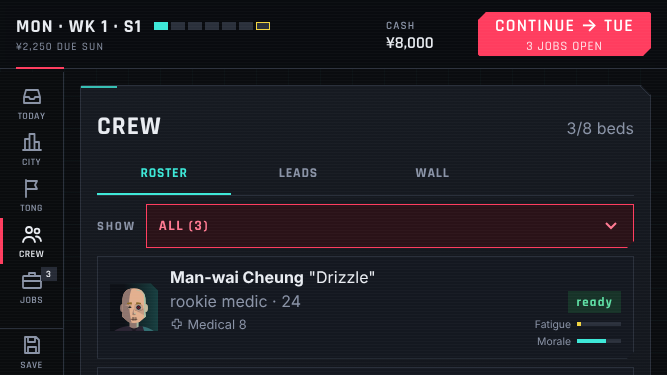 MON · WK 1 · S1
¥2,250 DUE SUN
CASH
¥8,000
CONTINUE → TUE
3 JOBS OPEN
TODAY
CITY
TONG
CREW
3
JOBS
SAVE
CREW
3/8 beds
ROSTER
LEADS
WALL
SHOW
ALL (3)
Man-wai Cheung "Drizzle"
rookie medic · 24
Medical 8
ready
Fatigue
Morale